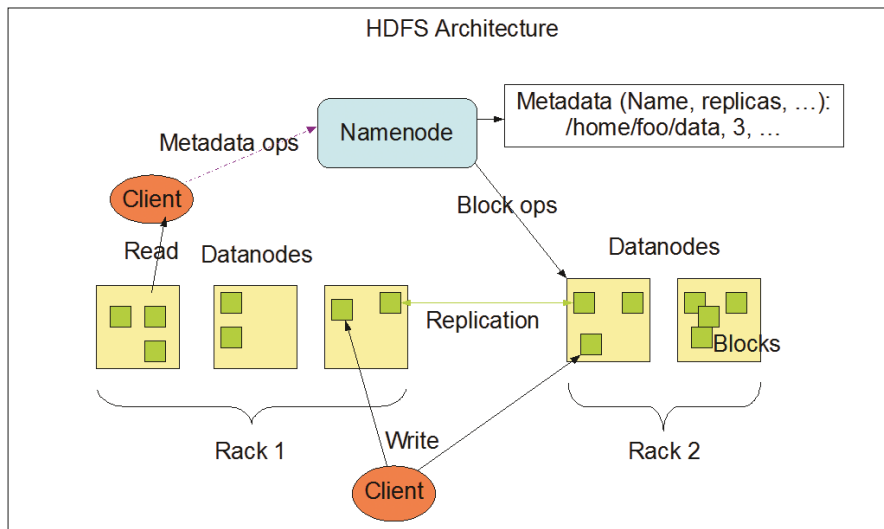 HDFS Architecture
Metadata (Name, replicas, …):
/home/foo/data, 3, …
Namenode
Metadata ops
Client
Block ops
Read
Datanodes
Datanodes
Replication
Blocks
Rack 1
Write
Rack 2
Client